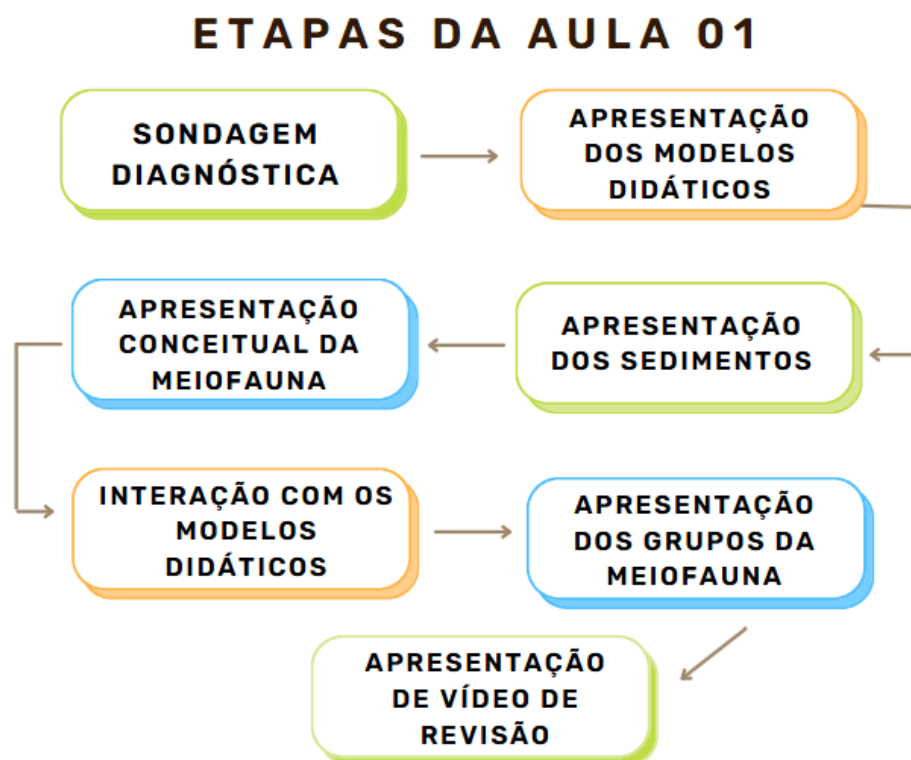 ETAPAS DA AULA 01
SONDAGEM
DIAGNÓSTICA
APRESENTAÇÃO
DOS MODELOS
DIDÁTICOS
APRESENTAÇÃO
DOS SEDIMENTOS
APRESENTAÇÃO
CONCEITUAL DA
MEIOFAUNA
INTERAÇÃO COM OS
MODELOS
DIDÁTICOS
APRESENTAÇÃO
DOS GRUPOS DA
MEIOFAUNA
APRESENTAÇÃO
DE VÍDEO DE
REVISÃO